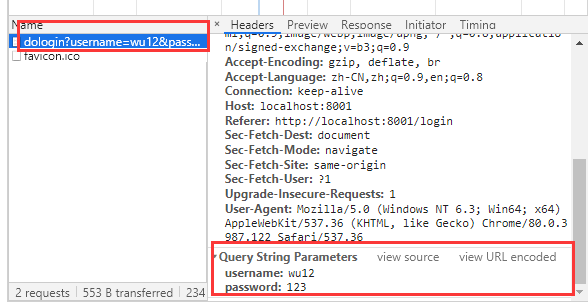 Name
× Headers Preview Response Initiator Timing
dologin?username=wu12&pass...
favicon.ico
n/signed-exchange;v=b3;q=0.9
Accept-Encoding: gzip, deflate, br
Accept-Language: zh-CN,zh;q=0.9,en;q=0.8
Connection: keep-alive
Host: localhost:8001
Referer: http://localhost:8001/login
Sec-Fetch-Dest: document
Sec-Fetch-Mode: navigate
Sec-Fetch-Site: same-origin
Sec-Fetch-User: ?1
Upgrade-Insecure-Requests: 1
User-Agent: Mozilla/5.0 (Windows NT 6.3; Win64; x64)
AppleWebKit/537.36 (KHTML, like Gecko) Chrome/80.0.3
987.122 Safari/537.36
Query String Parameters view source view URL encoded
username: wu12
password: 123
2 requests 553 B transferred 234